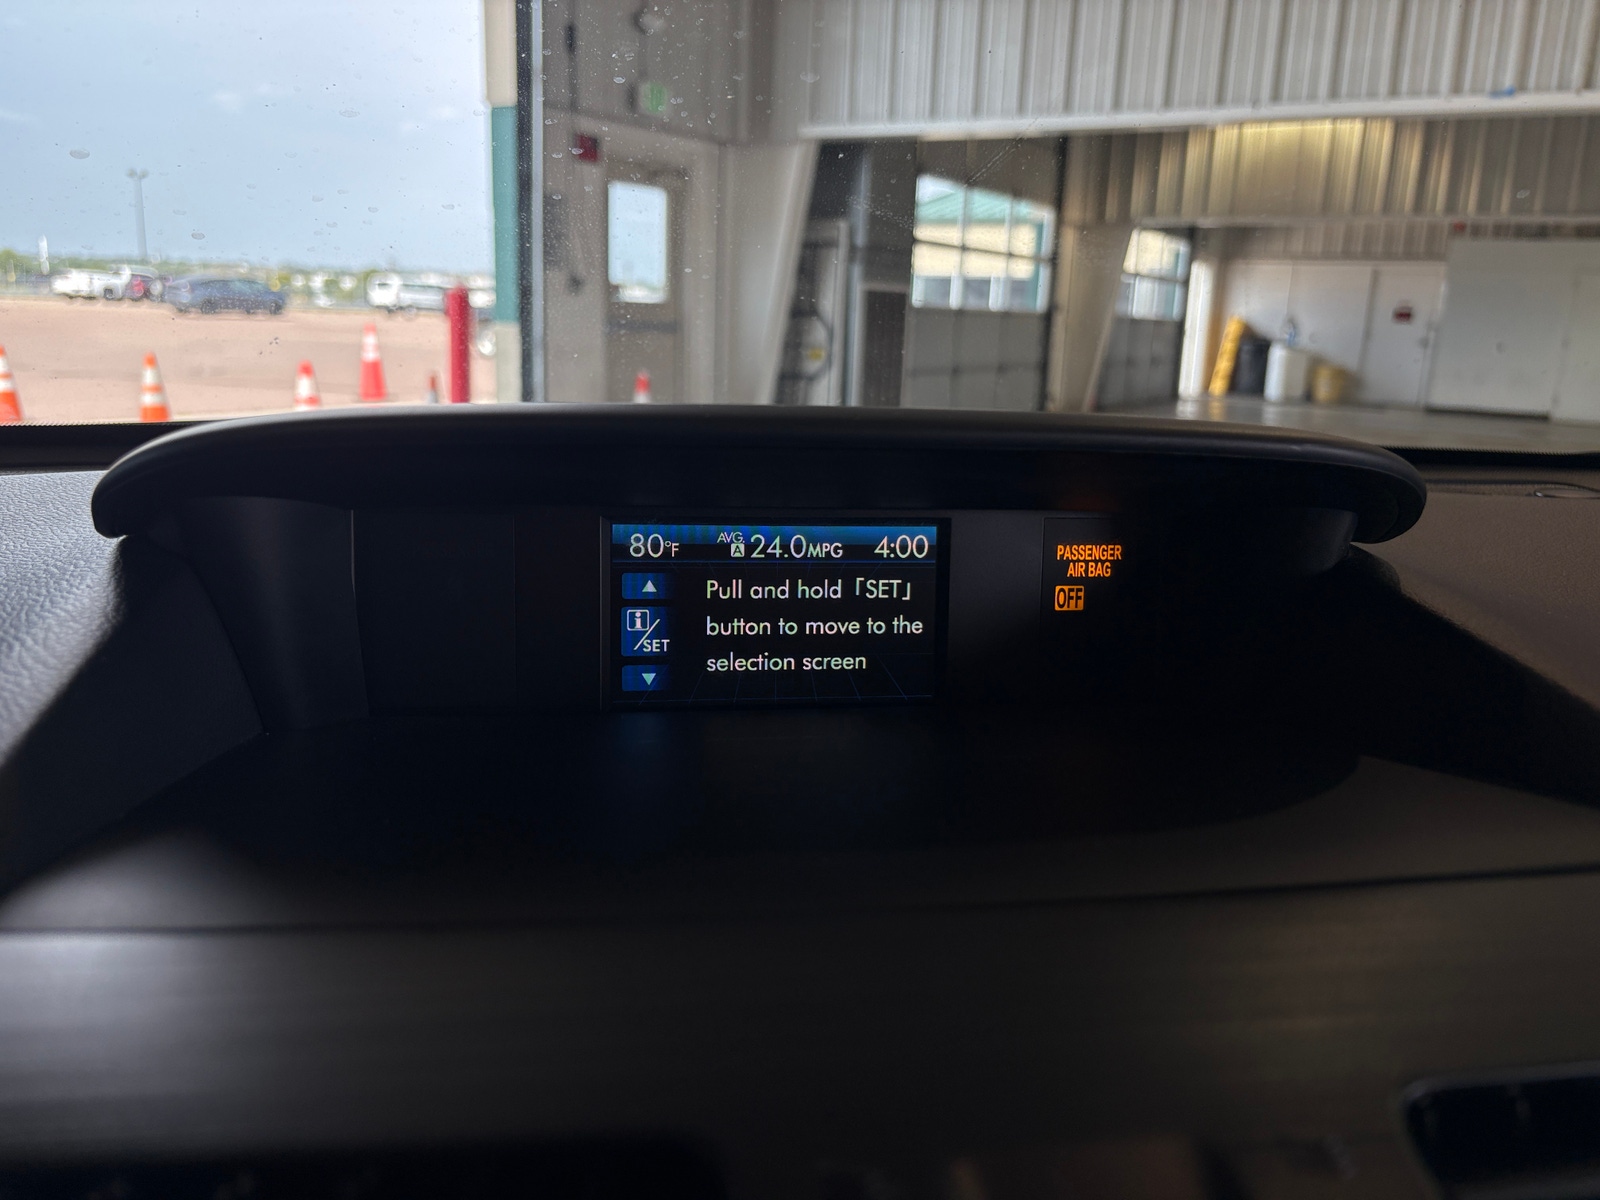 80°F AVG. A 24.0MPG 4:00
Pull and hold「SET」
button to move to the
selection screen
i/SET
PASSENGER
AIR BAG
OFF